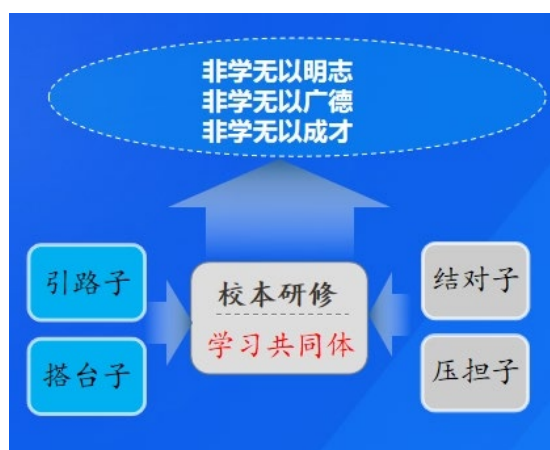 非学无以明志
非学无以广德
非学无以成才
引路子
搭台子
校本研修
学习共同体
结对子
压担子